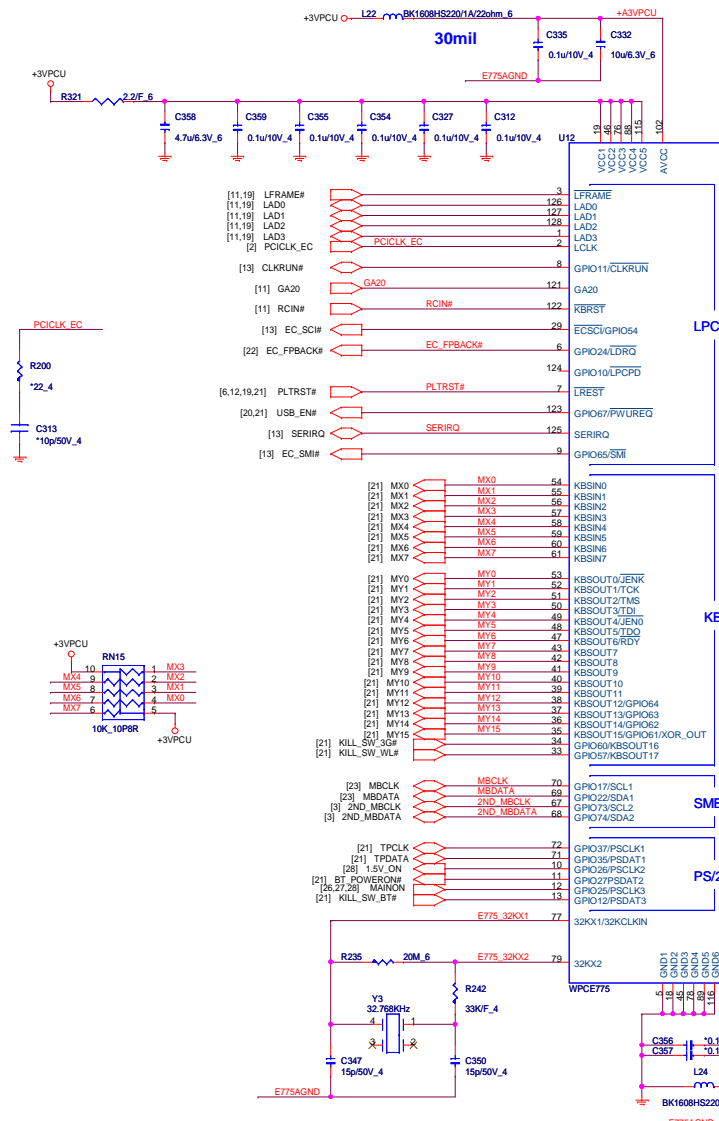 +3VPCU L22 BK1608HS220/1A/22ohm_6 +A3VPCU
30mil
C335 0.1u/10V_4
C332 10u/6.3V_6
E775AGND
+3VPCU
R321 2.2/F_6
C358 4.7u/6.3V_6
C359 0.1u/10V_4
C355 0.1u/10V_4
C354 0.1u/10V_4
C327 0.1u/10V_4
C312 0.1u/10V_4
U12
19 46 76 88 115 102
VCC1 VCC2 VCC3 VCC4 VCC5 AVCC
[11,19] LFRAME# 3 LFRAME
[11,19] LAD0 126 LAD0
[11,19] LAD1 127 LAD1
[11,19] LAD2 128 LAD2
[11,19] LAD3 1 LAD3
[2] PCICLK_EC PCICLK_EC 2 LCLK
[13] CLKRUN# 8 GPIO11/CLKRUN
[11] GA20 GA20 121 GA20
[11] RCIN# RCIN# 122 KBRST
[13] EC_SCI# 29 ECSCI/GPIO54
[22] EC_FPBACK# EC_FPBACK# 6 GPIO24/LDRQ
124 GPIO10/LPCPD
[6,12,19,21] PLTRST# PLTRST# 7 LREST
[20,21] USB_EN# 123 GPIO67/PWUREQ
[13] SERIRQ SERIRQ 125 SERIRQ
[13] EC_SMI# 9 GPIO65/SMI
LPC
PCICLK_EC
R200
*22_4
C313
*10p/50V_4
[21] MX0 MX0 54 KBSIN0
[21] MX1 MX1 55 KBSIN1
[21] MX2 MX2 56 KBSIN2
[21] MX3 MX3 57 KBSIN3
[21] MX4 MX4 58 KBSIN4
[21] MX5 MX5 59 KBSIN5
[21] MX6 MX6 60 KBSIN6
[21] MX7 MX7 61 KBSIN7
[21] MY0 MY0 53 KBSOUT0/JENK
[21] MY1 MY1 52 KBSOUT1/TCK
[21] MY2 MY2 51 KBSOUT2/TMS
[21] MY3 MY3 50 KBSOUT3/TDI
[21] MY4 MY4 49 KBSOUT4/JEN0
[21] MY5 MY5 48 KBSOUT5/TDO
[21] MY6 MY6 47 KBSOUT6/RDY
[21] MY7 MY7 43 KBSOUT7
[21] MY8 MY8 42 KBSOUT8
[21] MY9 MY9 41 KBSOUT9
[21] MY10 MY10 40 KBSOUT10
[21] MY11 MY11 39 KBSOUT11
[21] MY12 MY12 38 KBSOUT12/GPIO64
[21] MY13 MY13 37 KBSOUT13/GPIO63
[21] MY14 MY14 36 KBSOUT14/GPIO62
[21] MY15 MY15 35 KBSOUT15/GPIO61/XOR_OUT
[21] KILL_SW_3G# 34 GPIO60/KBSOUT16
[21] KILL_SW_WL# 33 GPIO57/KBSOUT17
KB
+3VPCU
RN15
10 1 MX3
MX4 9 2 MX2
MX5 8 3 MX1
MX6 7 4 MX0
MX7 6 5
10K_10P8R
+3VPCU
[23] MBCLK MBCLK 70 GPIO17/SCL1
[23] MBDATA MBDATA 69 GPIO22/SDA1
[3] 2ND_MBCLK 2ND_MBCLK 67 GPIO73/SCL2
[3] 2ND_MBDATA 2ND_MBDATA 68 GPIO74/SDA2
[21] TPCLK 72 GPIO37/PSCLK1
[21] TPDATA 71 GPIO35/PSDAT1
[28] 1.5V_ON 10 GPIO26/PSCLK2
[21] BT_POWERON# 11 GPIO27PSDAT2
[26,27,28] MAINON 12 GPIO25/PSCLK3
[21] KILL_SW_BT# 13 GPIO12/PSDAT3
PS/2
E775_32KX1 77 32KX1/32KCLKIN
R235 20M_6 E775_32KX2 79 32KX2
R242
33K/F_4
Y3
32.768KHz
4 1
3 2
C347
15p/50V_4
C350
15p/50V_4
E775AGND
WPCE775
GND1 GND2 GND3 GND4 GND5 GND6
5 18 45 78 89 116
C356 *0.1
C357 *0.1
L24
BK1608HS220